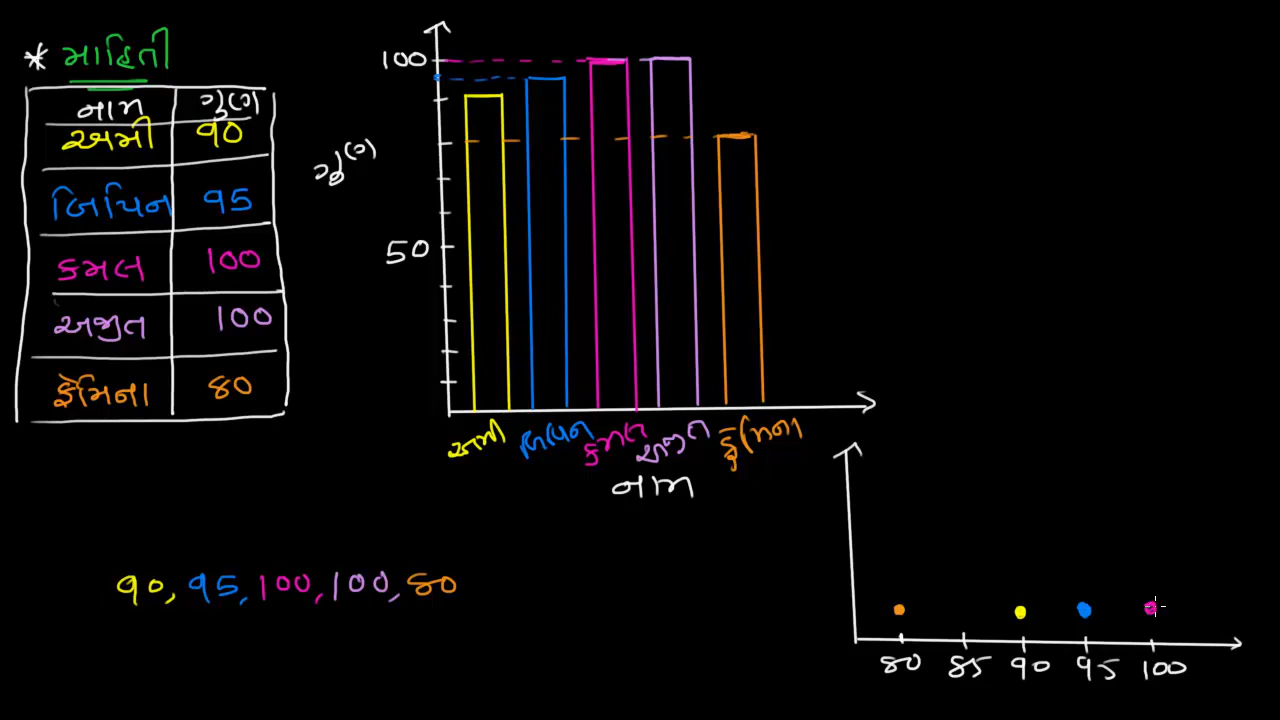 * માહિતી
નામ ગુણ
અમી 90
બિપિન 95
કમલ 100
અજીત 100
ફેમિના 80
100
ગુણ
50
અમી બિપિન કમલ અજીત ફેમિના
નામ
90, 95, 100, 100, 80
80 85 90 95 100